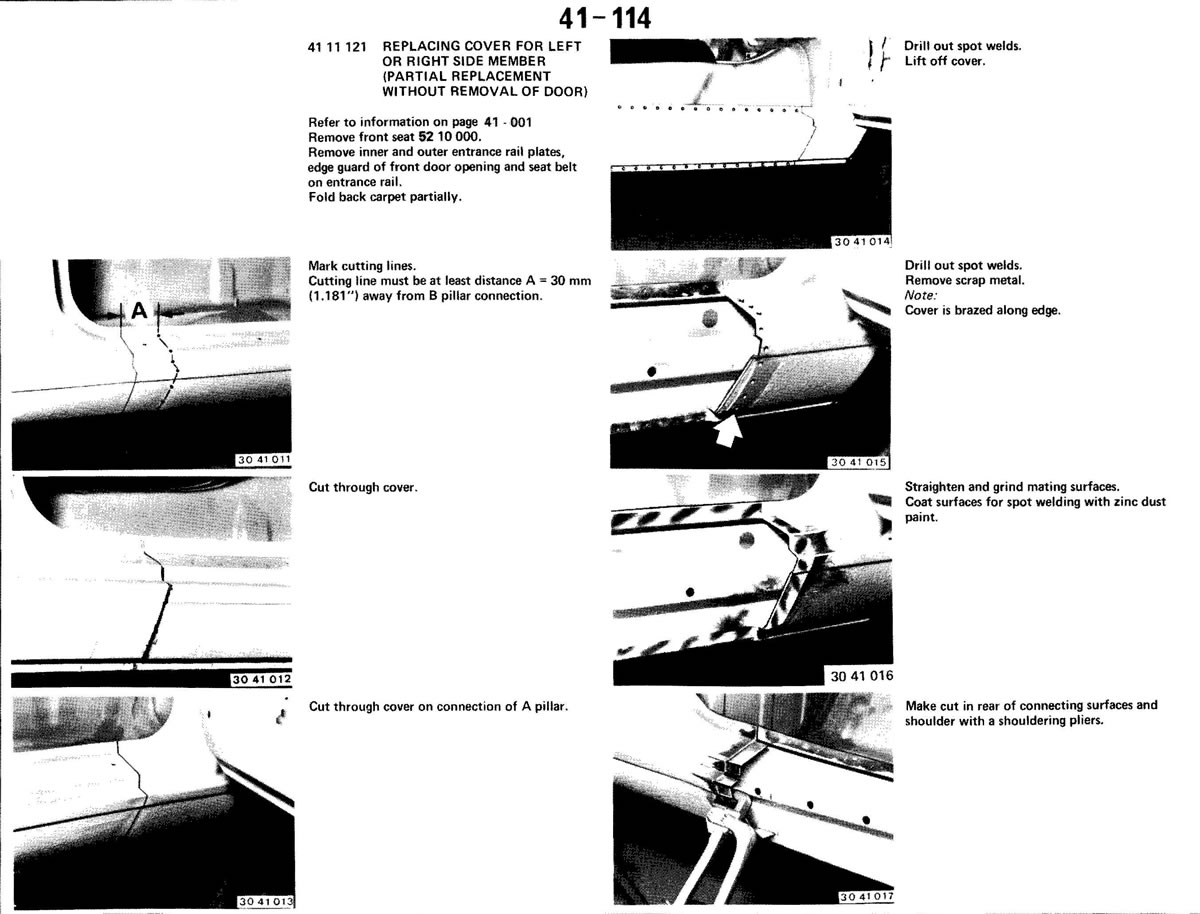 41-114
41 11 121 REPLACING COVER FOR LEFT
OR RIGHT SIDE MEMBER
(PARTIAL REPLACEMENT
WITHOUT REMOVAL OF DOOR)
Refer to information on page 41 - 001
Remove front seat 52 10 000.
Remove inner and outer entrance rail plates,
edge guard of front door opening and seat belt
on entrance rail.
Fold back carpet partially.
A
30 41 011
Mark cutting lines.
Cutting line must be at least distance A = 30 mm
(1.181") away from B pillar connection.
30 41 012
Cut through cover.
30 41 013
Cut through cover on connection of A pillar.
30 41 014
Drill out spot welds.
Lift off cover.
30 41 015
Drill out spot welds.
Remove scrap metal.
Note:
Cover is brazed along edge.
30 41 016
Straighten and grind mating surfaces.
Coat surfaces for spot welding with zinc dust
paint.
30 41 017
Make cut in rear of connecting surfaces and
shoulder with a shouldering pliers.